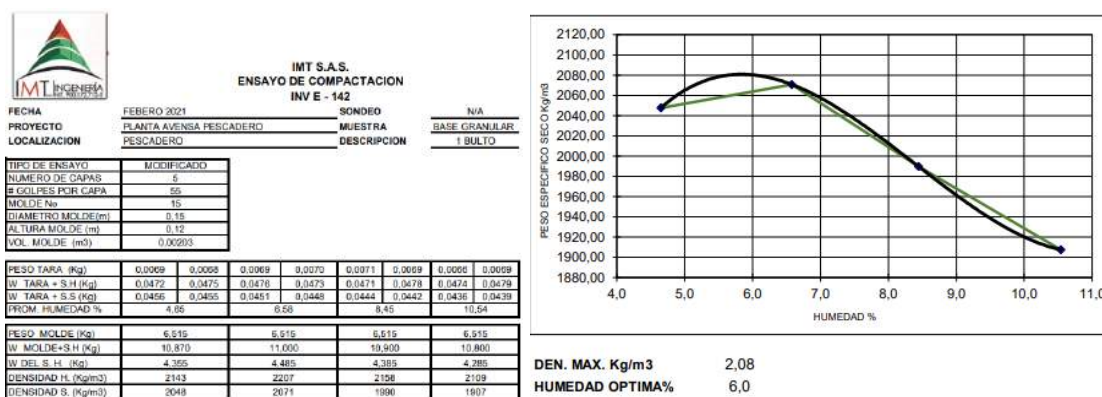 IMT INGENIERÍA
IMT S.A.S.
ENSAYO DE COMPACTACION
INV E - 142
FECHA FEBERO 2021 SONDEO N/A
PROYECTO PLANTA AVENSA PESCADERO MUESTRA BASE GRANULAR
LOCALIZACION PESCADERO DESCRIPCION 1 BULTO
TIPO DE ENSAYO MODIFICADO
NUMERO DE CAPAS 5
# GOLPES POR CAPA 55
MOLDE No 15
DIAMETRO MOLDE(m) 0,15
ALTURA MOLDE (m) 0,12
VOL. MOLDE (m3) 0,00203
PESO TARA (Kg) 0,0069 0,0068 0,0069 0,0070 0,0071 0,0069 0,0066 0,0069
W TARA + S.H (Kg) 0,0472 0,0475 0,0476 0,0473 0,0471 0,0478 0,0474 0,0479
W TARA + S.S (Kg) 0,0456 0,0455 0,0451 0,0448 0,0444 0,0442 0,0436 0,0439
PROM. HUMEDAD % 4,65 6,58 8,45 10,54
PESO MOLDE (Kg) 6,515 6,515 6,515 6,515
W MOLDE+S.H (Kg) 10,870 11,000 10,900 10,800
W DEL S. H. (Kg) 4,355 4,485 4,385 4,285
DENSIDAD H. (Kg/m3) 2143 2207 2158 2109
DENSIDAD S. (Kg/m3) 2048 2071 1990 1907
PESO ESPECIFICO SECO Kg/m3
2120,00
2100,00
2080,00
2060,00
2040,00
2020,00
2000,00
1980,00
1960,00
1940,00
1920,00
1900,00
1880,00
4,0 5,0 6,0 7,0 8,0 9,0 10,0 11,0
HUMEDAD %
DEN. MAX. Kg/m3 2,08
HUMEDAD OPTIMA% 6,0